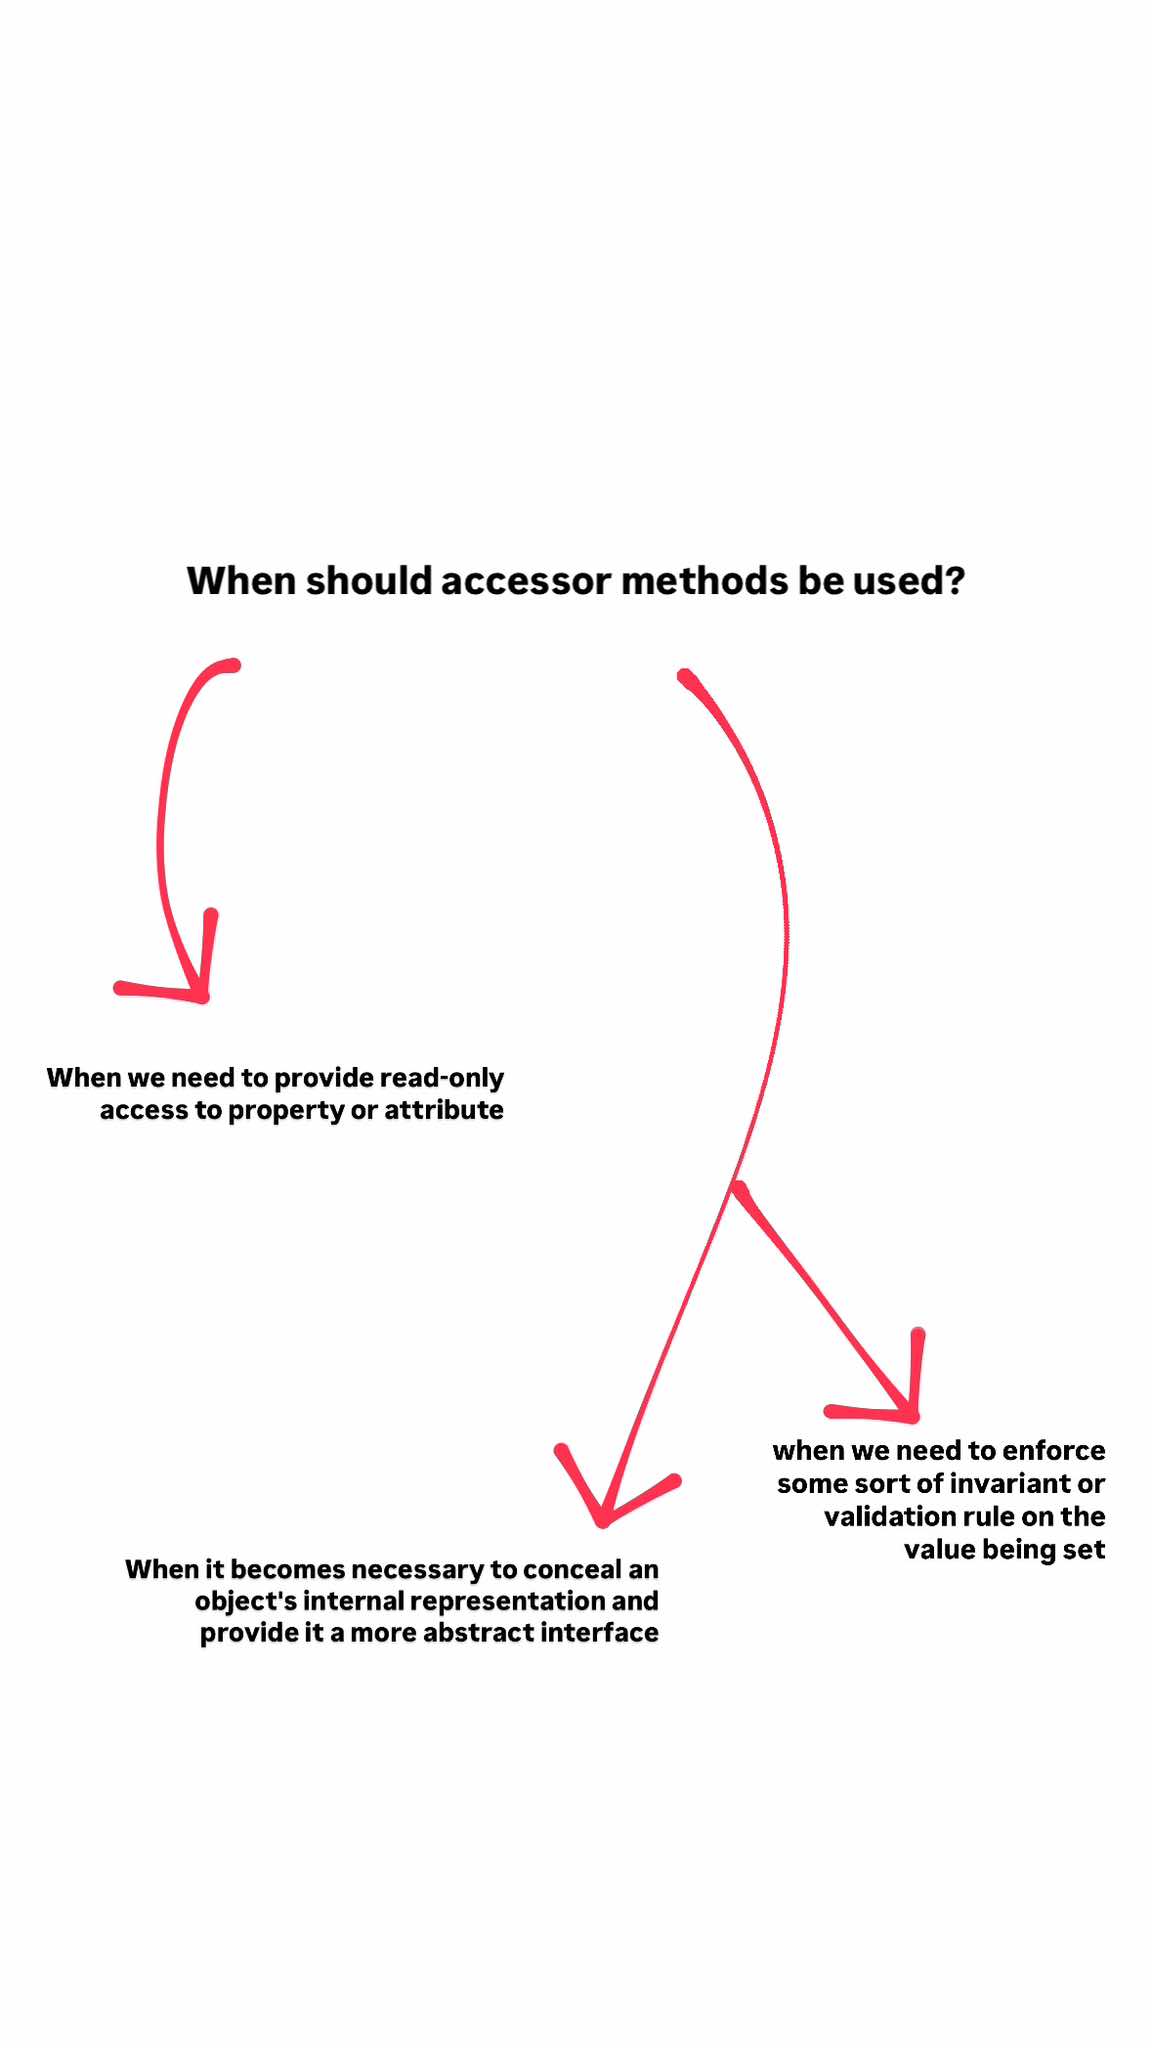 When should accessor methods be used?
When we need to provide read-only
access to property or attribute
when we need to enforce
some sort of invariant or
validation rule on the
value being set
When it becomes necessary to conceal an
object's internal representation and
provide it a more abstract interface